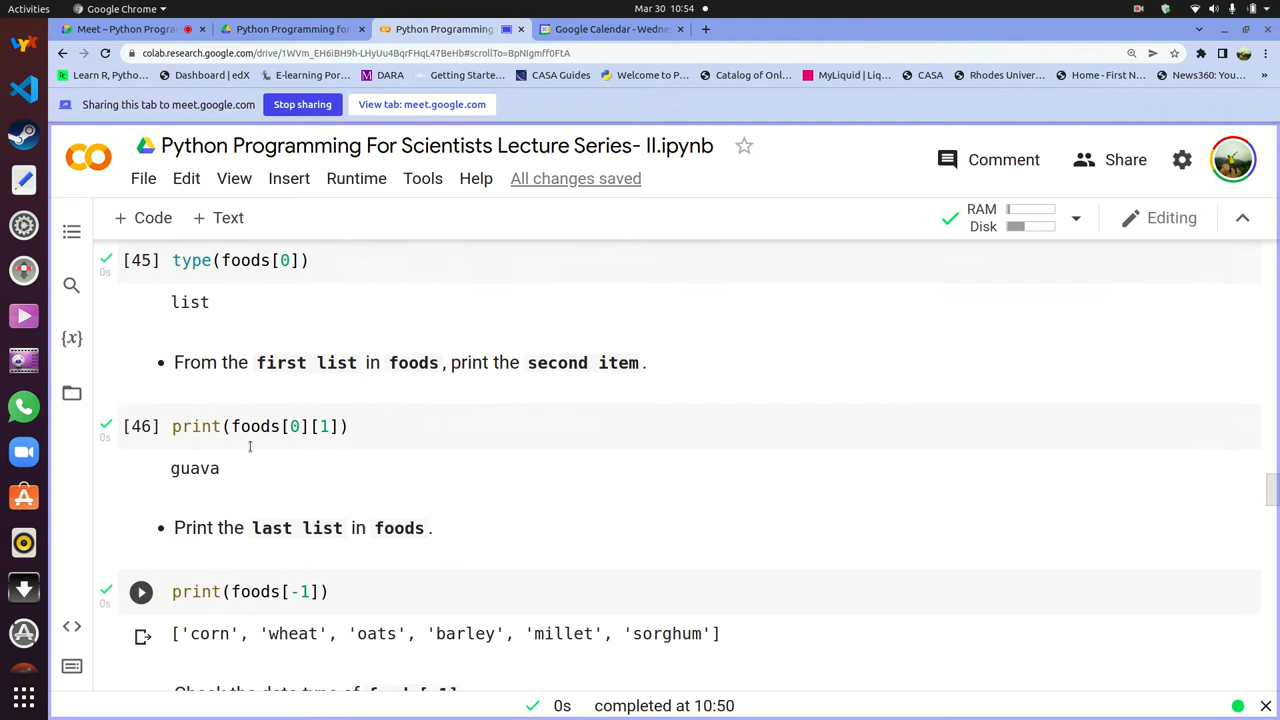 Activities
Google Chrome
Mar 30 10:54
Meet – Python Progra
Python Programming fo
Python Programming
Google Calendar - Wedne
colab.research.google.com/drive/1WVm_EH6iBH9h-LHyUu4BqrFHqL47BeHb#scrollTo=BpNIgmff0FtA
Learn R, Pytho...
Dashboard | edX
E-learning Por...
DARA
Getting Starte...
CASA Guides
Welcome to P...
Catalog of Onl...
MyLiquid | Liq...
CASA
Rhodes Univer...
Home - First N...
News360: You...
»
Sharing this tab to meet.google.com
Stop sharing
View tab: meet.google.com
Python Programming For Scientists Lecture Series- II.ipynb
Comment
Share
File Edit View Insert Runtime Tools Help All changes saved
+ Code + Text
RAM
Disk
Editing
[45] type(foods[0])
0s
list
• From the first list in foods, print the second item.
[46] print(foods[0][1])
0s
guava
• Print the last list in foods.
print(foods[-1])
0s
['corn', 'wheat', 'oats', 'barley', 'millet', 'sorghum']
0s completed at 10:50